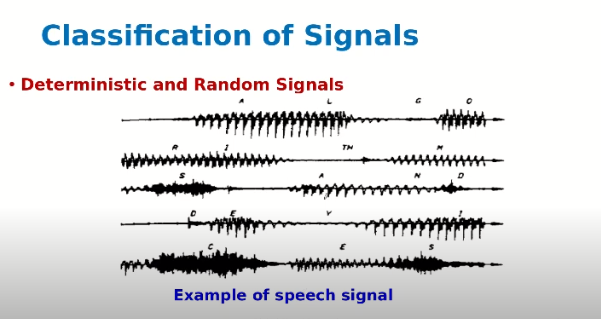 Classification of Signals
• Deterministic and Random Signals
A L G O
R I TH M
S A N D
D E V I
C E S
Example of speech signal